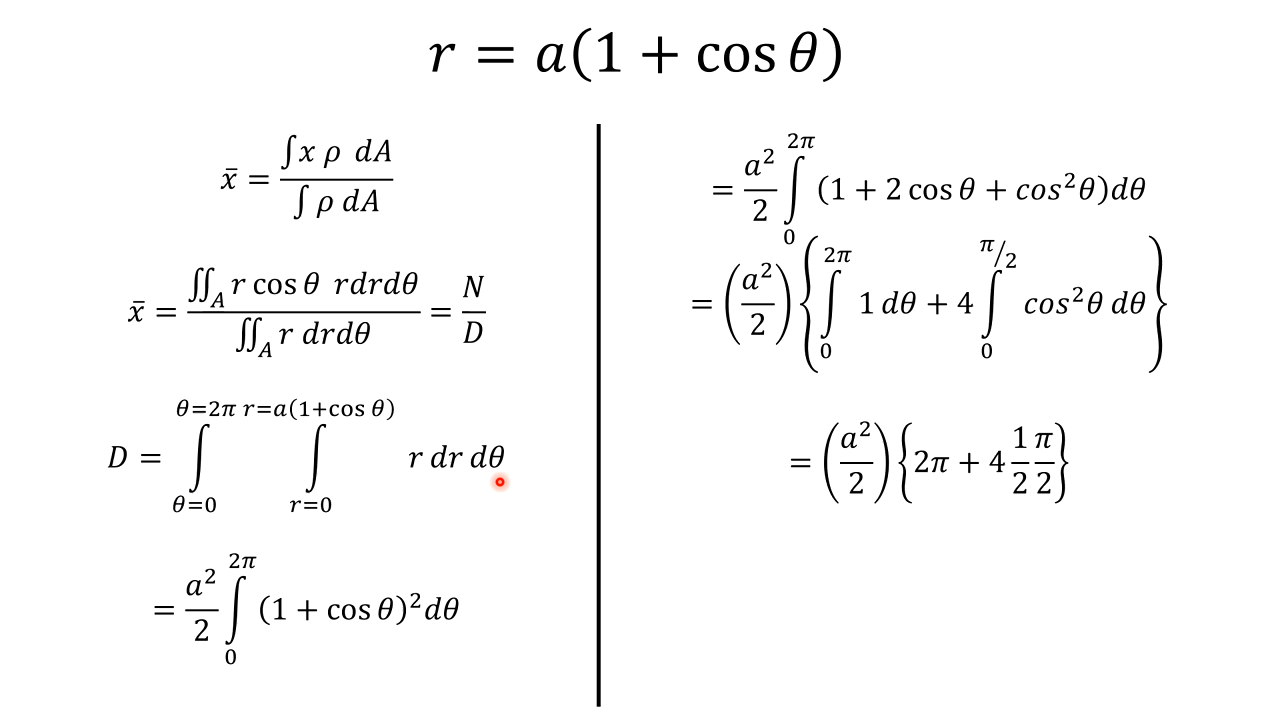 r = a(1 + cos θ)
x̄ = ∫x ρ dA / ∫ρ dA
x̄ = ∬_A r cos θ rdrdθ / ∬_A r drdθ = N/D
D = ∫_{θ=0}^{θ=2π} ∫_{r=0}^{r=a(1+cos θ)} r dr dθ
= a²/2 ∫_0^{2π} (1 + cos θ)² dθ
= a²/2 ∫_0^{2π} (1 + 2 cos θ + cos²θ)dθ
= (a²/2) {∫_0^{2π} 1 dθ + 4 ∫_0^{π/2} cos²θ dθ}
= (a²/2) {2π + 4 1/2 π/2}